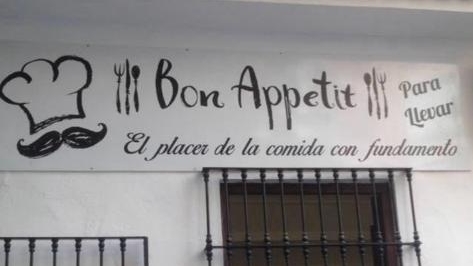 Bon Appetit
Para
Llevar
El placer de la comida con fundamento